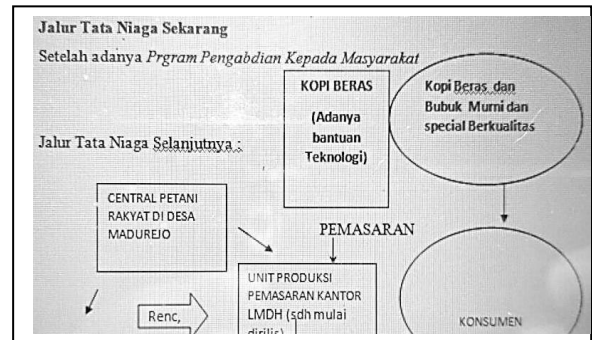 Jalur Tata Niaga Sekarang
Setelah adanya Prgram Pengabdian Kepada Masyarakat
KOPI BERAS
(Adanya
bantuan
Teknologi)
Kopi Beras dan
Bubuk Murni dan
special Berkualitas
Jalur Tata Niaga Selanjutnya :
CENTRAL PETANI
RAKYAT DI DESA
MADUREJO
PEMASARAN
UNIT PRODUKSI
PEMASARAN KANTOR
LMDH (sdh mulai
dirilis)
Renc,
KONSUMEN